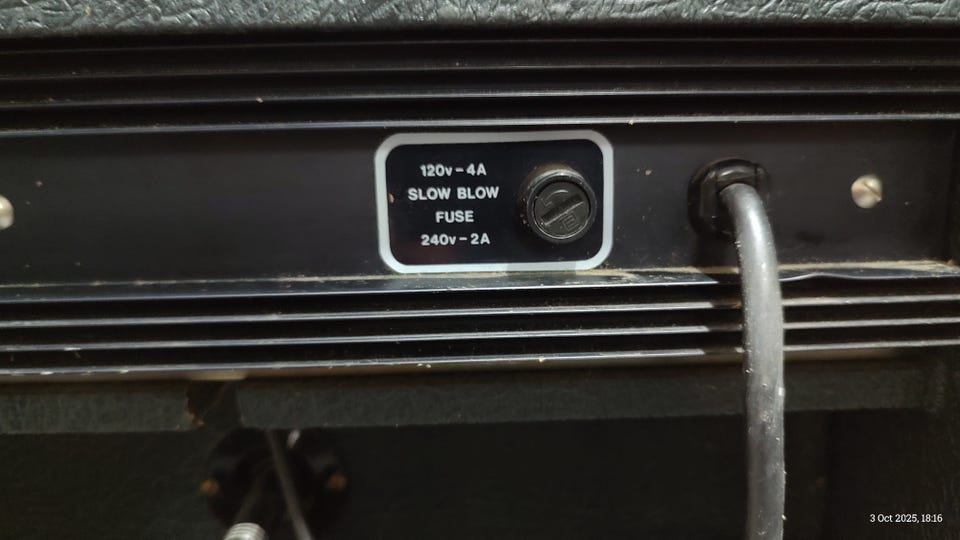 120v-4A
SLOW BLOW
FUSE
240v-2A
3 Oct 2025, 18:16